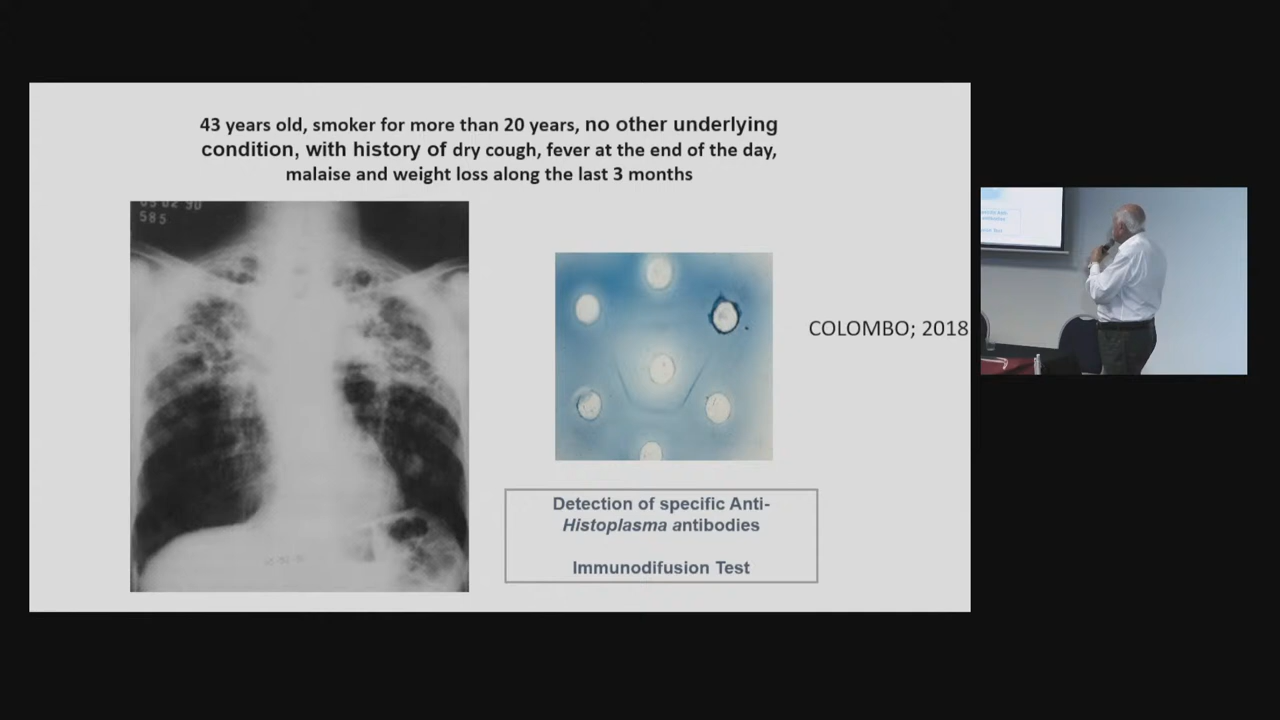 43 years old, smoker for more than 20 years, no other underlying
condition, with history of dry cough, fever at the end of the day,
malaise and weight loss along the last 3 months
585
COLOMBO; 2018
Detection of specific Anti-
Histoplasma antibodies
Immunodifusion Test